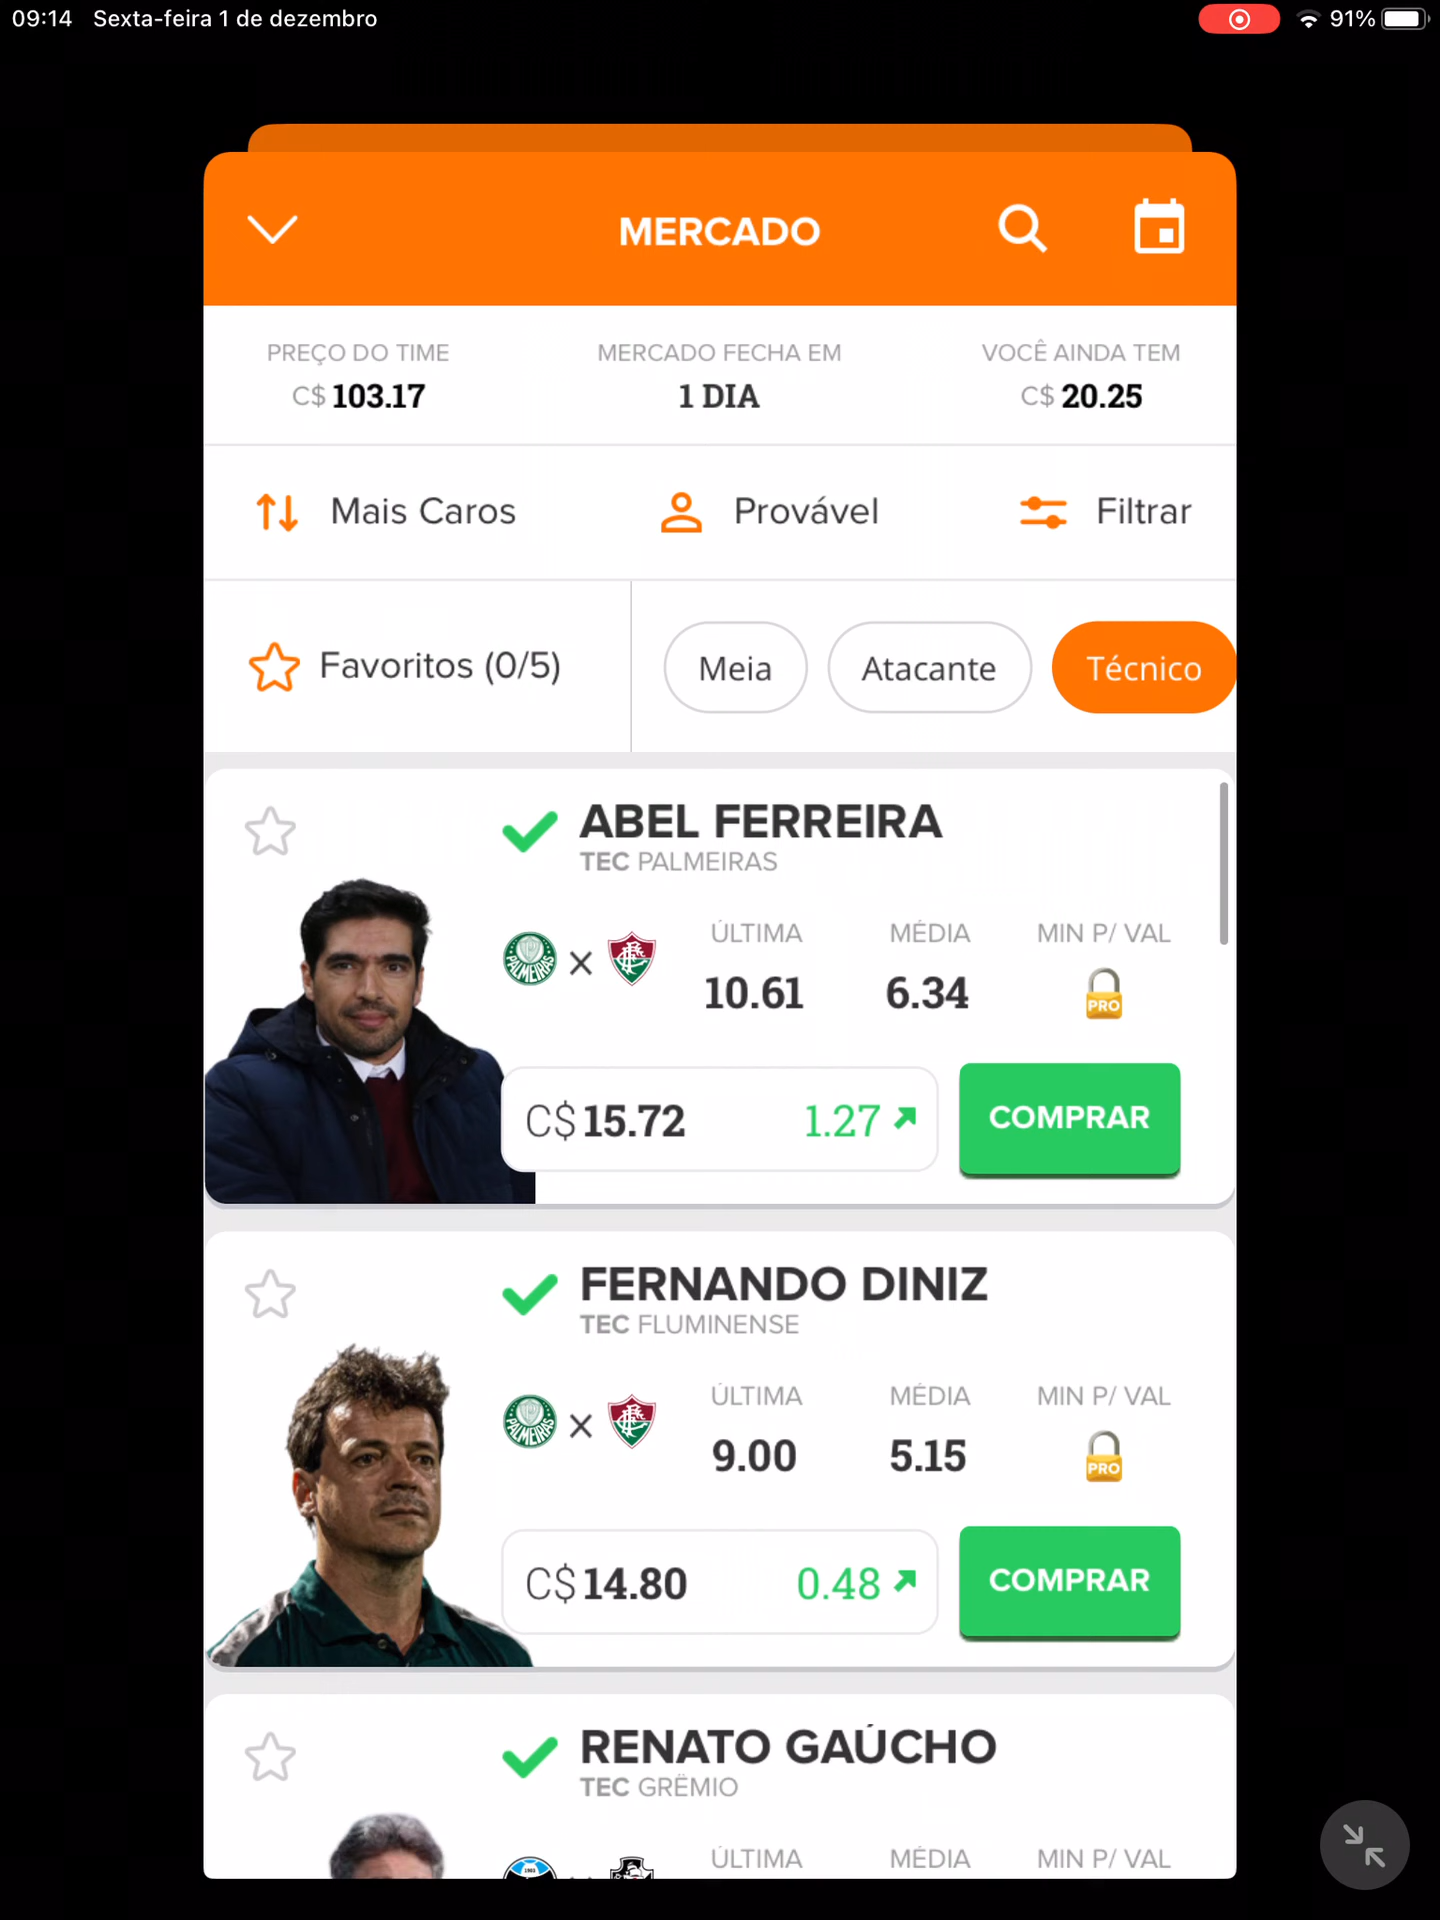 09:14 Sexta-feira 1 de dezembro 91%
MERCADO
PREÇO DO TIME MERCADO FECHA EM VOCÊ AINDA TEM
C$ 103.17 1 DIA C$ 20.25
Mais Caros Provável Filtrar
Favoritos (0/5) Meia Atacante Técnico
ABEL FERREIRA
TEC PALMEIRAS
ÚLTIMA MÉDIA MIN P/ VAL
PALMEIRAS X 10.61 6.34 PRO
C$ 15.72 1.27 COMPRAR
FERNANDO DINIZ
TEC FLUMINENSE
ÚLTIMA MÉDIA MIN P/ VAL
PALMEIRAS X 9.00 5.15 PRO
C$ 14.80 0.48 COMPRAR
RENATO GAÚCHO
TEC GRÊMIO
ÚLTIMA MÉDIA MIN P/ VAL
1903